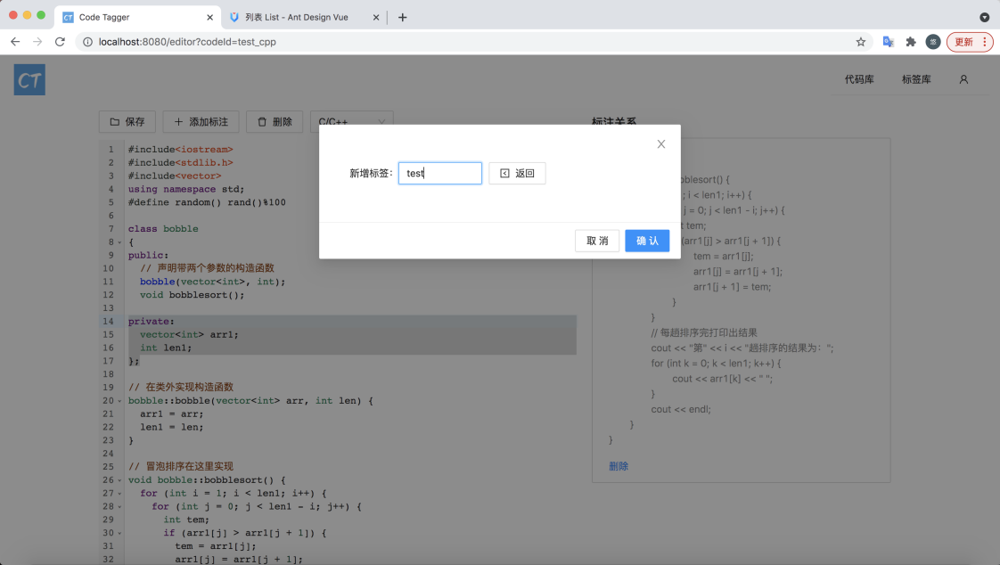 CT Code Tagger
列表 List - Ant Design Vue
localhost:8080/editor?codeId=test_cpp
悠
更新
CT
代码库
标签库
保存
添加标注
删除
C/C++
标注关系
1 #include<iostream>
2 #include<stdlib.h>
3 #include<vector>
4 using namespace std;
5 #define random() rand()%100
6
7 class bobble
8 {
9 public:
10 // 声明带两个参数的构造函数
11 bobble(vector<int>, int);
12 void bobblesort();
13
14 private:
15 vector<int> arr1;
16 int len1;
17 };
18
19 // 在类外实现构造函数
20 bobble::bobble(vector<int> arr, int len) {
21 arr1 = arr;
22 len1 = len;
23 }
24
25 // 冒泡排序在这里实现
26 void bobble::bobblesort() {
27 for (int i = 1; i < len1; i++) {
28 for (int j = 0; j < len1 - i; j++) {
29 int tem;
30 if (arr1[j] > arr1[j + 1]) {
31 tem = arr1[j];
32 arr1[j] = arr1[j + 1];
新增标签:
test
返回
取 消
确 认
obblesort() {
; i < len1; i++) {
j = 0; j < len1 - i; j++) {
t tem;
(arr1[j] > arr1[j + 1]) {
tem = arr1[j];
arr1[j] = arr1[j + 1];
arr1[j + 1] = tem;
}
}
// 每趟排序完打印出结果
cout << "第" << i << "趟排序的结果为：";
for (int k = 0; k < len1; k++) {
cout << arr1[k] << " ";
}
cout << endl;
}
}
删除